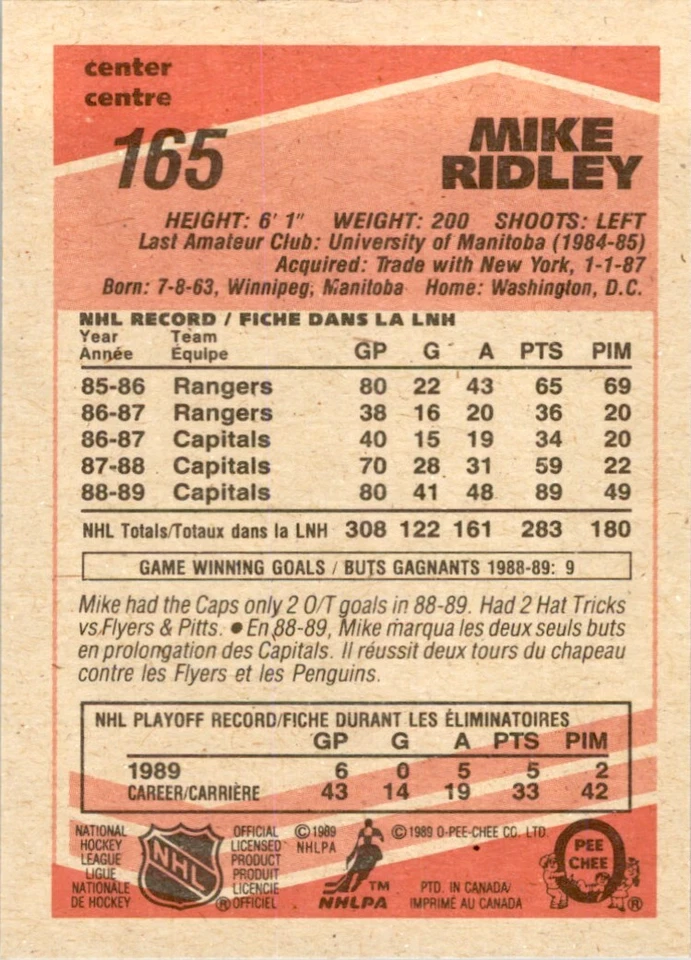 center
centre
165
MIKE
RIDLEY
HEIGHT: 6' 1" WEIGHT: 200 SHOOTS: LEFT
Last Amateur Club: University of Manitoba (1984-85)
Acquired: Trade with New York, 1-1-87
Born: 7-8-63, Winnipeg, Manitoba Home: Washington, D.C.
NHL RECORD / FICHE DANS LA LNH
Year Team
Année Équipe GP G A PTS PIM
85-86 Rangers 80 22 43 65 69
86-87 Rangers 38 16 20 36 20
86-87 Capitals 40 15 19 34 20
87-88 Capitals 70 28 31 59 22
88-89 Capitals 80 41 48 89 49
NHL Totals/Totaux dans la LNH 308 122 161 283 180
GAME WINNING GOALS / BUTS GAGNANTS 1988-89: 9
Mike had the Caps only 2 O/T goals in 88-89. Had 2 Hat Tricks
vs Flyers & Pitts. ● En 88-89, Mike marqua les deux seuls buts
en prolongation des Capitals. Il réussit deux tours du chapeau
contre les Flyers et les Penguins.
NHL PLAYOFF RECORD/FICHE DURANT LES ÉLIMINATOIRES
GP G A PTS PIM
1989 6 0 5 5 2
CAREER/CARRIÈRE 43 14 19 33 42
NATIONAL
HOCKEY
LEAGUE
LIGUE
NATIONALE
DE HOCKEY
NHL
®
OFFICIAL
LICENSED
PRODUCT
PRODUIT
LICENCIE
OFFICIEL
© 1989
NHLPA
TM
NHLPA
© 1989 O-PEE-CHEE CO. LTD.
PTD. IN CANADA/
IMPRIMÉ AU CANADA
O
PEE
CHEE
®